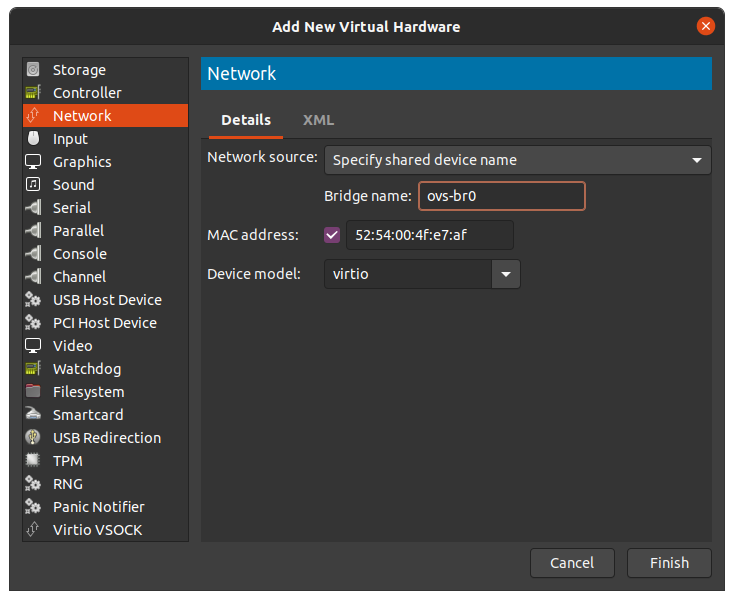 Add New Virtual Hardware
Storage
Controller
Network
Input
Graphics
Sound
Serial
Parallel
Console
Channel
USB Host Device
PCI Host Device
Video
Watchdog
Filesystem
Smartcard
USB Redirection
TPM
RNG
Panic Notifier
Virtio VSOCK
Network
Details XML
Network source: Specify shared device name
Bridge name: ovs-br0
MAC address: 52:54:00:4f:e7:af
Device model: virtio
Cancel Finish